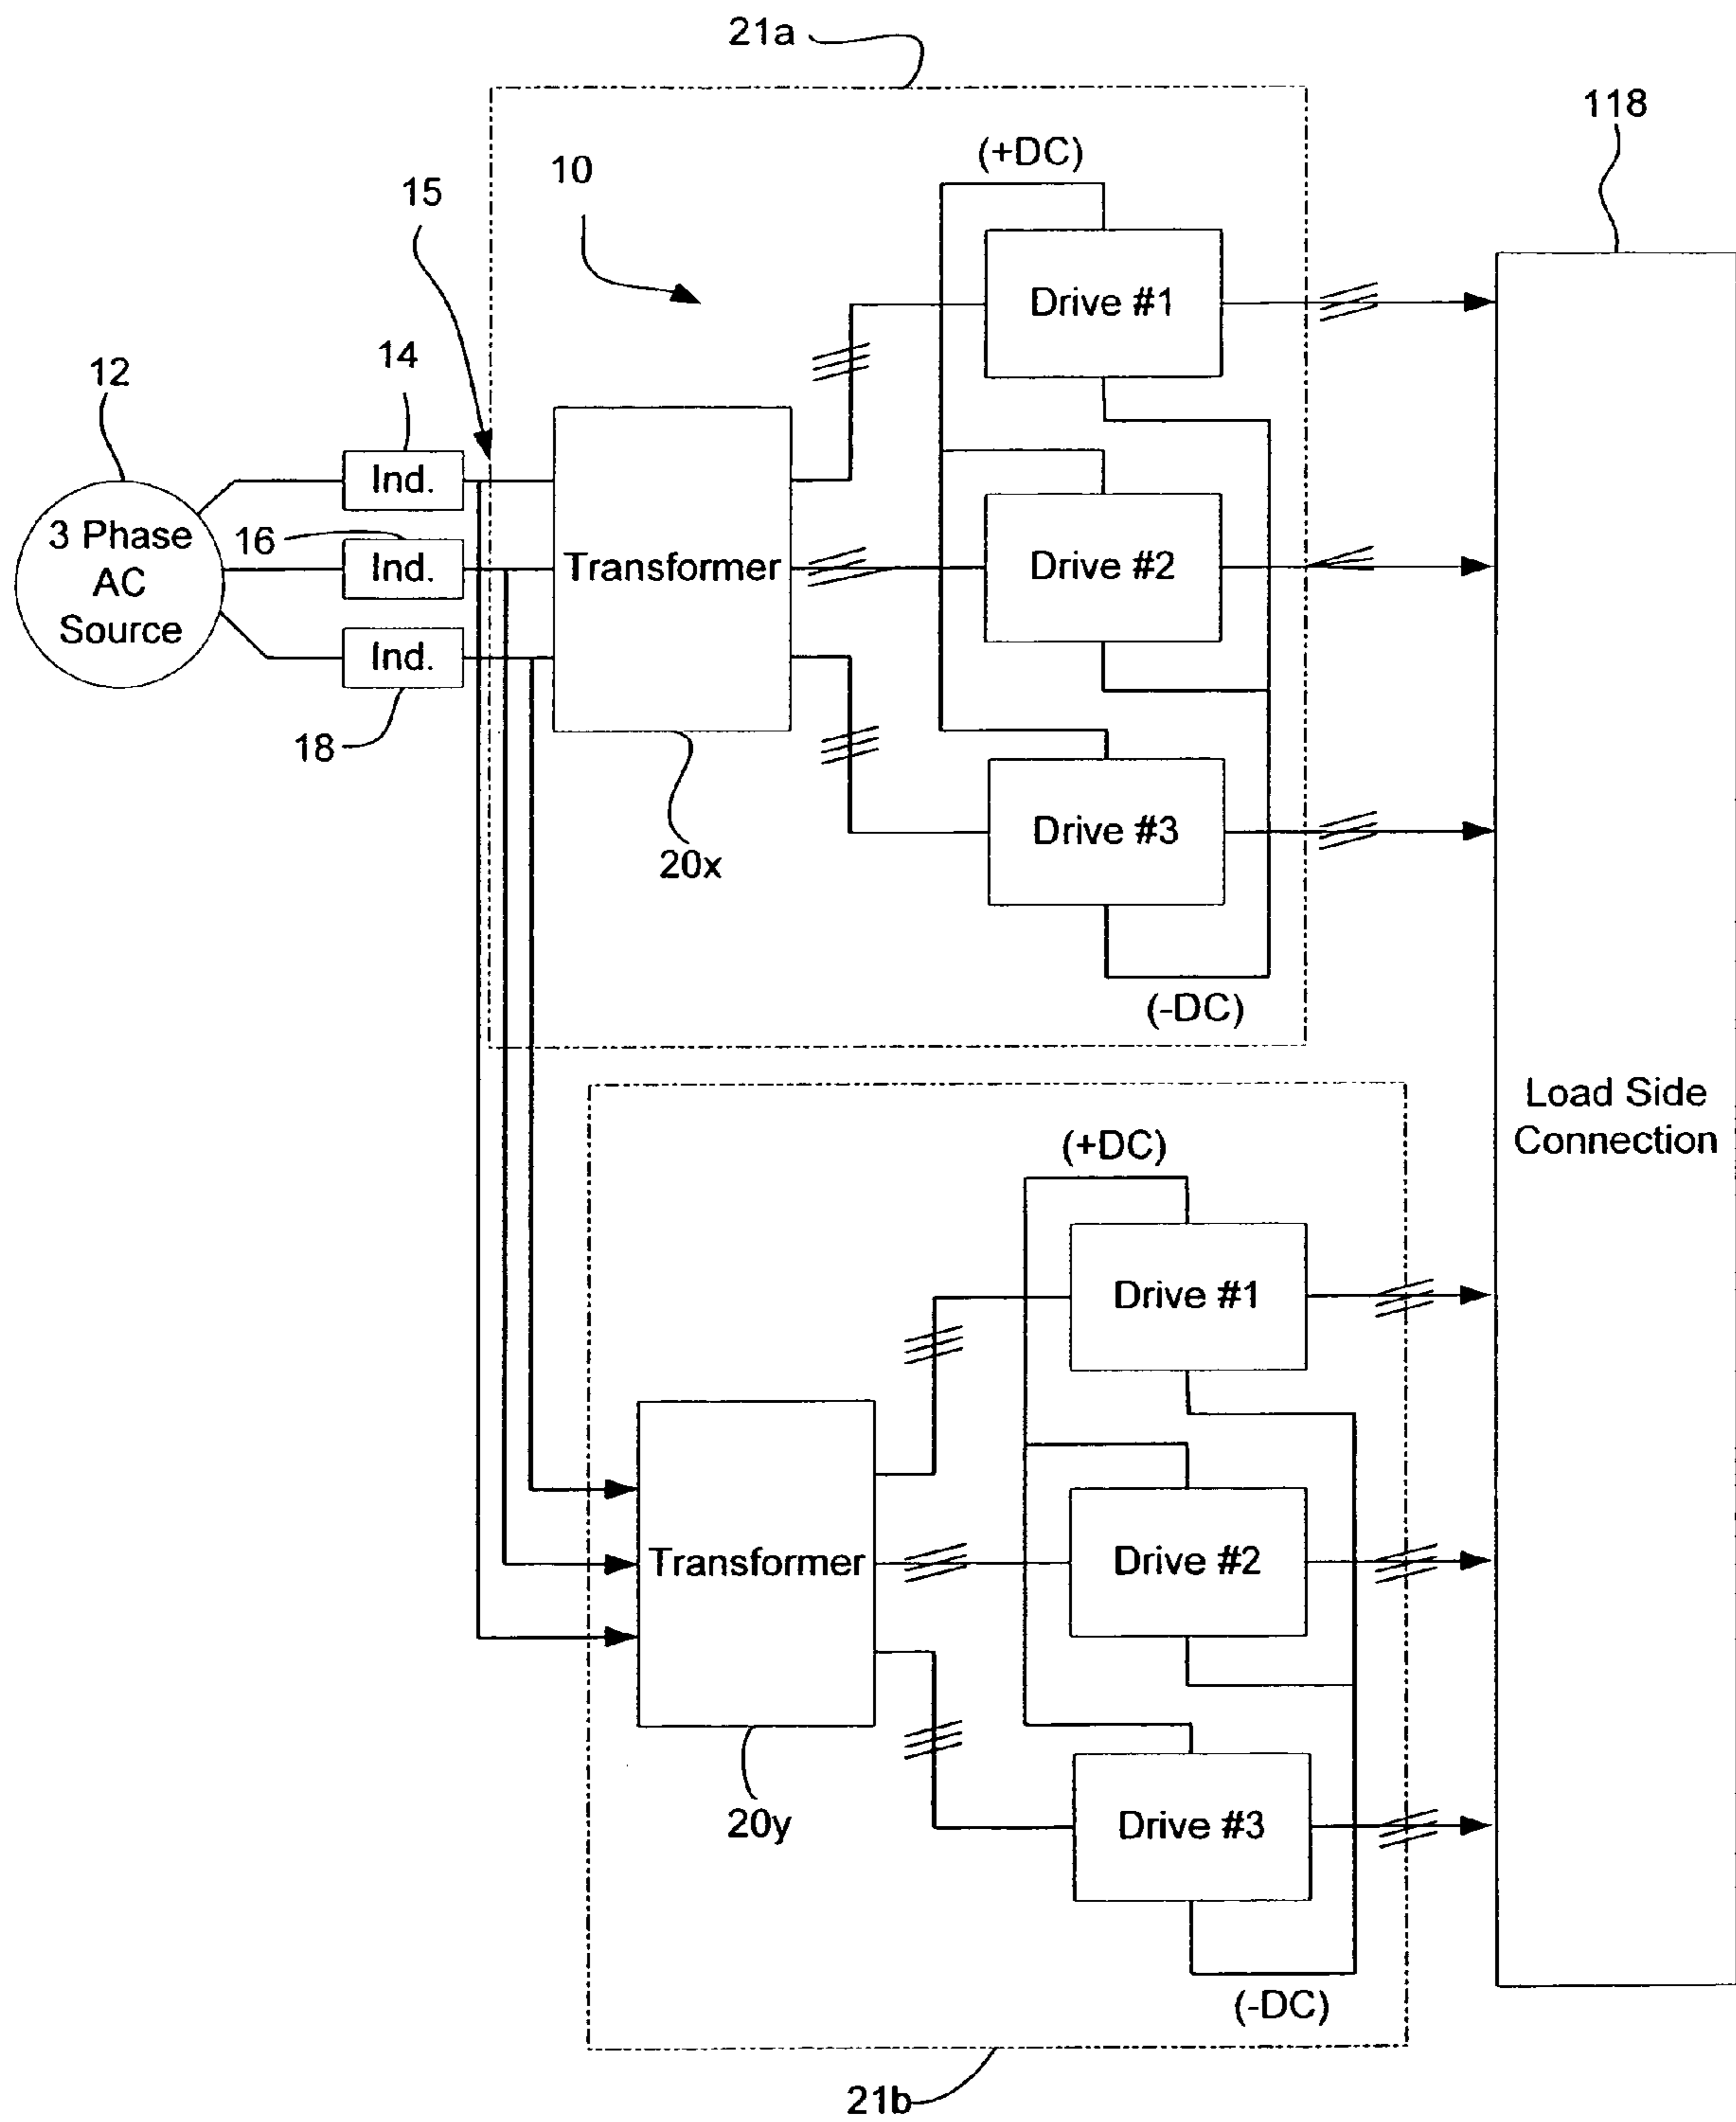 21a
118
(+DC)
10
15
Drive #1
14
12
Ind.
3 Phase
AC
Source
16
Ind.
Transformer
Drive #2
Ind.
18
Drive #3
20x
(-DC)
Load Side
Connection
(+DC)
Drive #1
Transformer
Drive #2
20y
Drive #3
(-DC)
21b